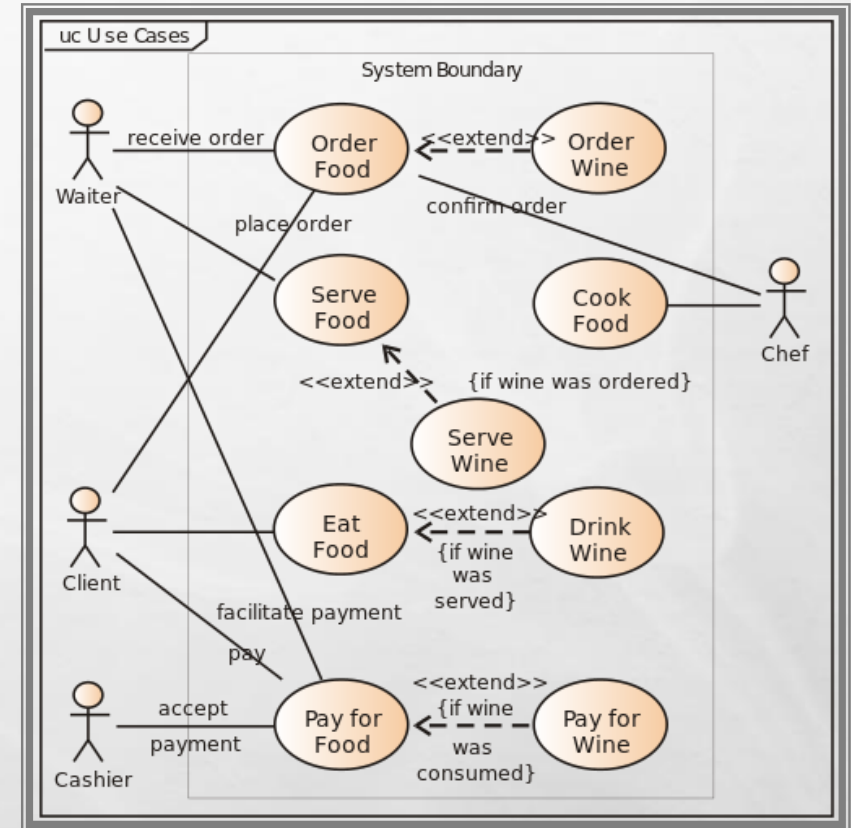 uc Use Cases
System Boundary
receive order
Order
Food
<<extend>>
Order
Wine
Waiter
place order
confirm order
Serve
Food
Cook
Food
Chef
<<extend>>
{if wine was ordered}
Serve
Wine
Client
Eat
Food
<<extend>>
{if wine
was
served}
Drink
Wine
facilitate payment
pay
Cashier
accept
payment
Pay for
Food
<<extend>>
{if wine
was
consumed}
Pay for
Wine